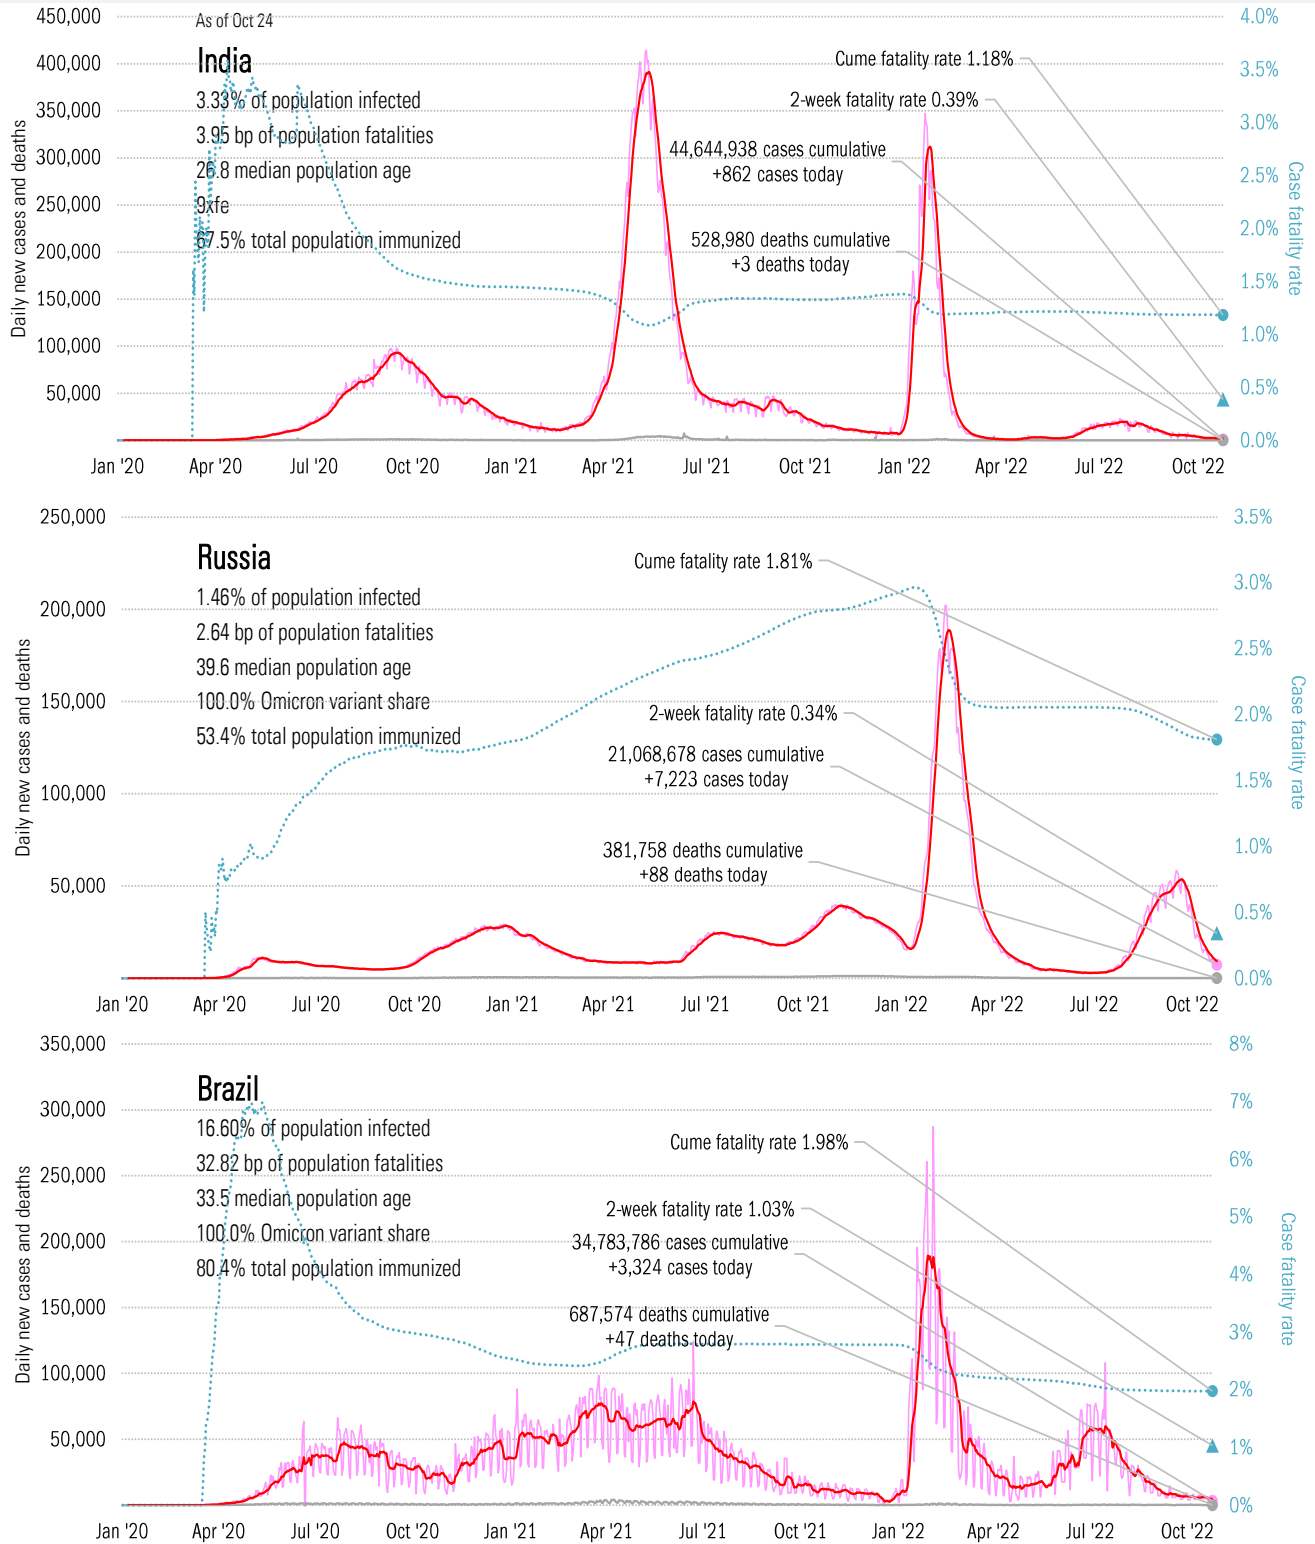 As of Oct 24
India
3.33% of population infected
3.95 bp of population fatalities
26.8 median population age
9xfe
67.5% total population immunized
Cume fatality rate 1.18%
2-week fatality rate 0.39%
44,644,938 cases cumulative
+862 cases today
528,980 deaths cumulative
+3 deaths today
Daily new cases and deaths
450,000
400,000
350,000
300,000
250,000
200,000
150,000
100,000
50,000
4.0%
3.5%
3.0%
2.5%
2.0%
1.5%
1.0%
0.5%
0.0%
Case fatality rate
Jan '20 Apr '20 Jul '20 Oct '20 Jan '21 Apr '21 Jul '21 Oct '21 Jan '22 Apr '22 Jul '22 Oct '22
Russia
1.46% of population infected
2.64 bp of population fatalities
39.6 median population age
100.0% Omicron variant share
53.4% total population immunized
Cume fatality rate 1.81%
2-week fatality rate 0.34%
21,068,678 cases cumulative
+7,223 cases today
381,758 deaths cumulative
+88 deaths today
Daily new cases and deaths
250,000
200,000
150,000
100,000
50,000
3.5%
3.0%
2.5%
2.0%
1.5%
1.0%
0.5%
0.0%
Case fatality rate
Jan '20 Apr '20 Jul '20 Oct '20 Jan '21 Apr '21 Jul '21 Oct '21 Jan '22 Apr '22 Jul '22 Oct '22
Brazil
16.60% of population infected
32.82 bp of population fatalities
33.5 median population age
100.0% Omicron variant share
80.4% total population immunized
Cume fatality rate 1.98%
2-week fatality rate 1.03%
34,783,786 cases cumulative
+3,324 cases today
687,574 deaths cumulative
+47 deaths today
Daily new cases and deaths
350,000
300,000
250,000
200,000
150,000
100,000
50,000
8%
7%
6%
5%
4%
3%
2%
1%
0%
Case fatality rate
Jan '20 Apr '20 Jul '20 Oct '20 Jan '21 Apr '21 Jul '21 Oct '21 Jan '22 Apr '22 Jul '22 Oct '22